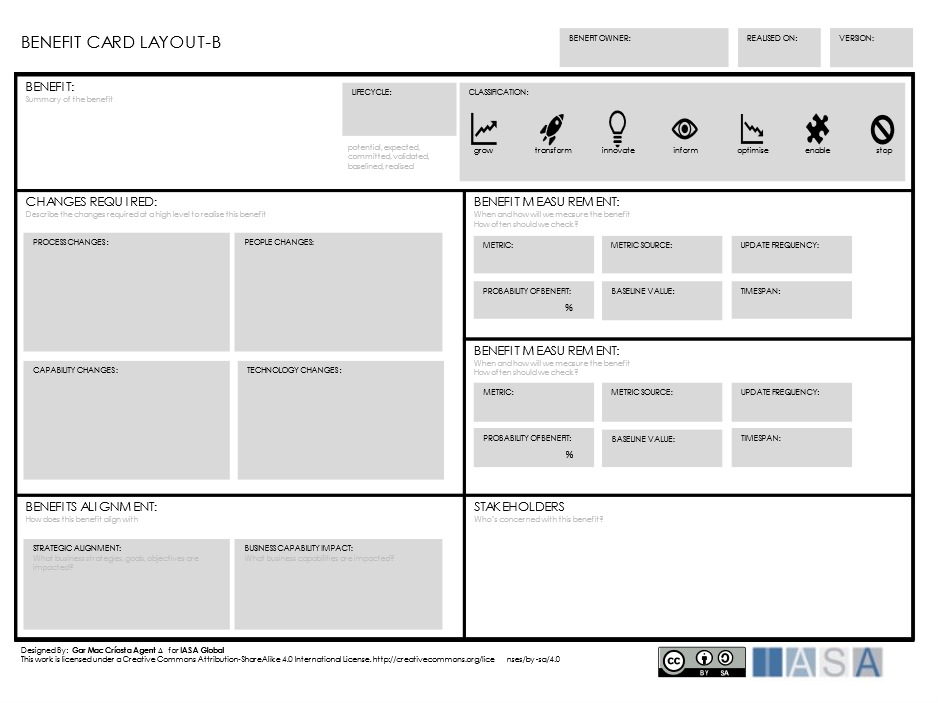 BENEFIT CARD LAYOUT-B
BENEFIT OWNER:
REALISED ON:
VERSION:
BENEFIT:
Summary of the benefit
LIFECYCLE:
potential, expected,
committed, validated,
baselined, realised
CLASSIFICATION:
grow
transform
innovate
inform
optimise
enable
stop
CHANGES REQUIRED:
Describe the changes required at a high level to realise this benefit
PROCESS CHANGES:
PEOPLE CHANGES:
CAPABILITY CHANGES:
TECHNOLOGY CHANGES:
BENEFIT MEASUREMENT:
When and how will we measure the benefit
How often should we check?
METRIC:
METRIC SOURCE:
UPDATE FREQUENCY:
PROBABILITY OF BENEFIT:
%
BASELINE VALUE:
TIMESPAN:
BENEFIT MEASUREMENT:
When and how will we measure the benefit
How often should we check?
METRIC:
METRIC SOURCE:
UPDATE FREQUENCY:
PROBABILITY OF BENEFIT:
%
BASELINE VALUE:
TIMESPAN:
BENEFITS ALIGNMENT:
How does this benefit align with
STRATEGIC ALIGNMENT:
What business strategies, goals, objectives are
impacted?
BUSINESS CAPABILITY IMPACT:
What business capabilities are impacted?
STAKEHOLDERS
Who's concerned with this benefit?
Designed By: Gar Mac Críosta Agent Δ for IASA Global
This work is licensed under a Creative Commons Attribution-ShareAlike 4.0 International License. http://creativecommons.org/lice nses/by-sa/4.0
cc
BY SA
IASA